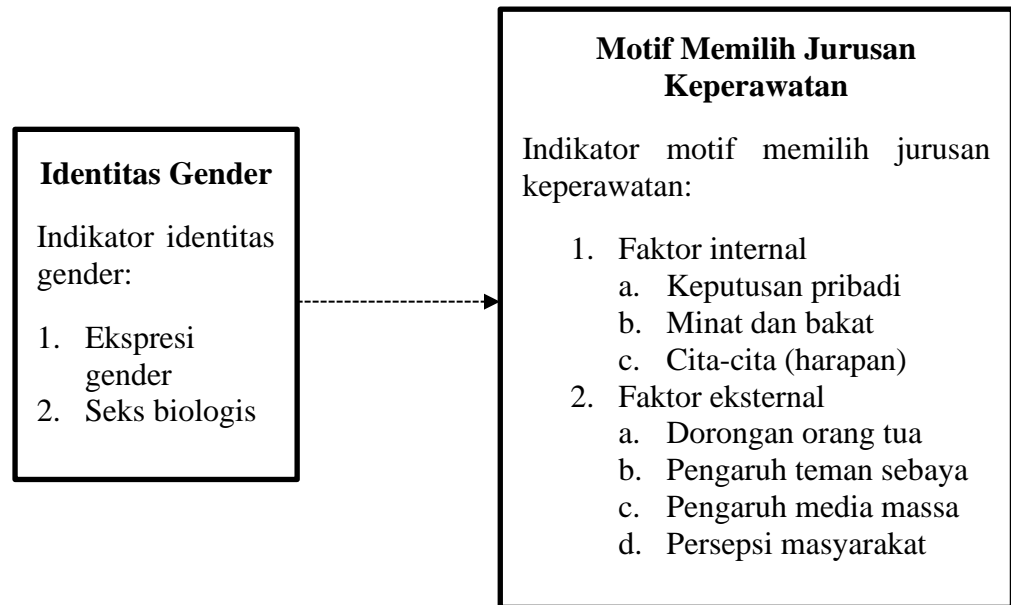 Identitas Gender
Indikator identitas
gender:
1. Ekspresi
gender
2. Seks biologis
Motif Memilih Jurusan
Keperawatan
Indikator motif memilih jurusan
keperawatan:
1. Faktor internal
a. Keputusan pribadi
b. Minat dan bakat
c. Cita-cita (harapan)
2. Faktor eksternal
a. Dorongan orang tua
b. Pengaruh teman sebaya
c. Pengaruh media massa
d. Persepsi masyarakat